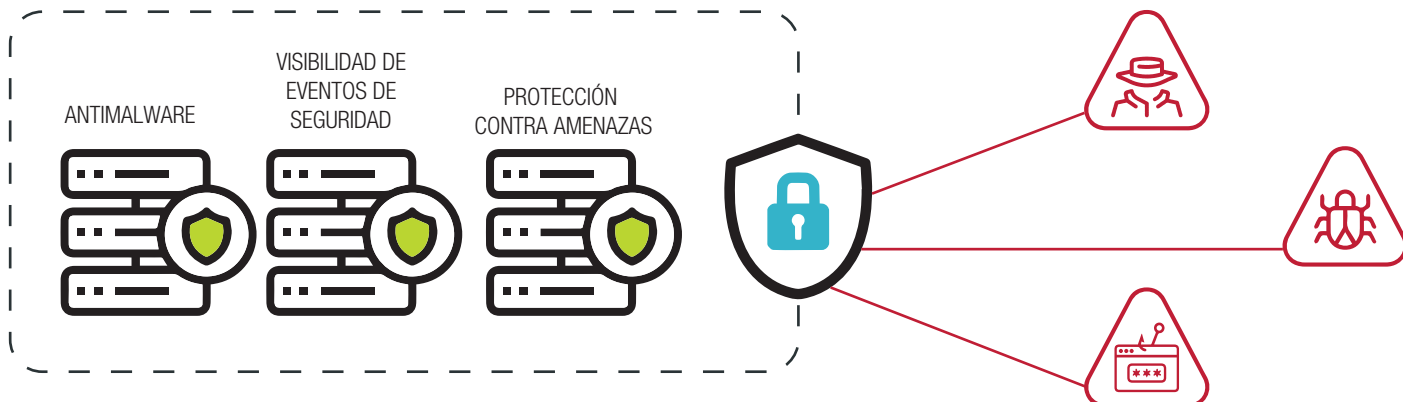 ANTIMALWARE
VISIBILIDAD DE
EVENTOS DE
SEGURIDAD
PROTECCIÓN
CONTRA AMENAZAS
***